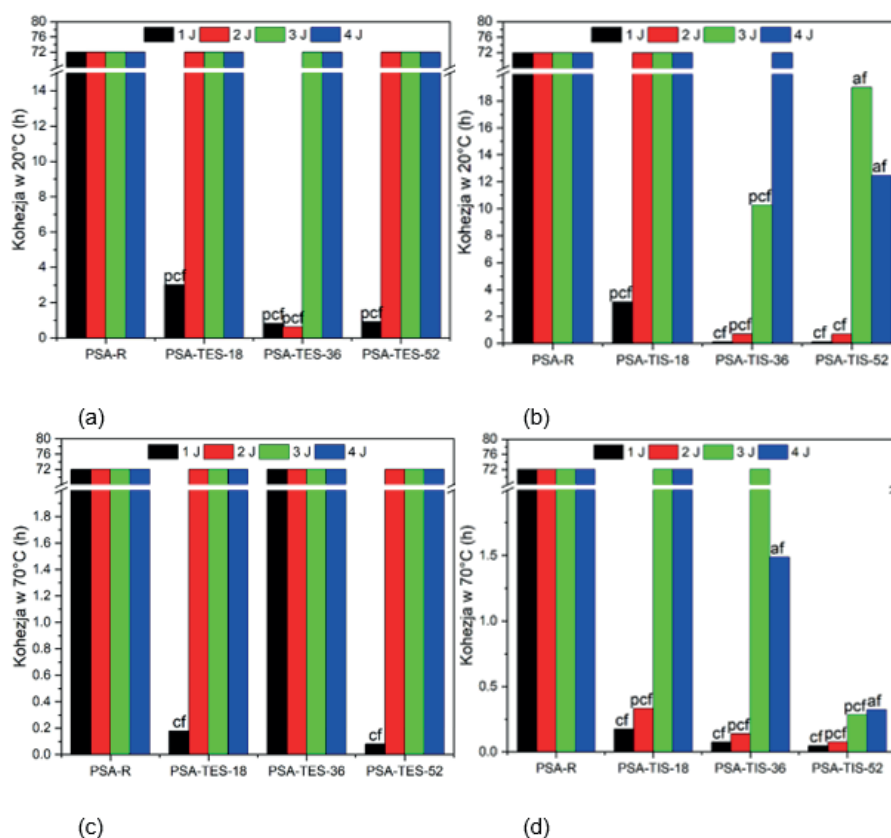 1 J 2 J 3 J 4 J
80
76
72
14
12
10
8
6
4
2
0
Kohezja w 20°C (h)
pcf
pcf pcf
pcf
PSA-R PSA-TES-18 PSA-TES-36 PSA-TES-52
(a)
1 J 2 J 3 J 4 J
80
76
72
18
16
14
12
10
8
6
4
2
0
Kohezja w 20°C (h)
pcf
cf pcf pcf
cf cf af af
PSA-R PSA-TIS-18 PSA-TIS-36 PSA-TIS-52
(b)
1 J 2 J 3 J 4 J
80
76
72
1.8
1.6
1.4
1.2
1.0
0.8
0.6
0.4
0.2
0.0
Kohezja w 70°C (h)
cf
cf
PSA-R PSA-TES-18 PSA-TES-36 PSA-TES-52
(c)
1 J 2 J 3 J 4 J
80
76
72
1.5
1.0
0.5
0.0
Kohezja w 70°C (h)
cf pcf
cf pcf af
cf pcf pcf af
PSA-R PSA-TIS-18 PSA-TIS-36 PSA-TIS-52
(d)